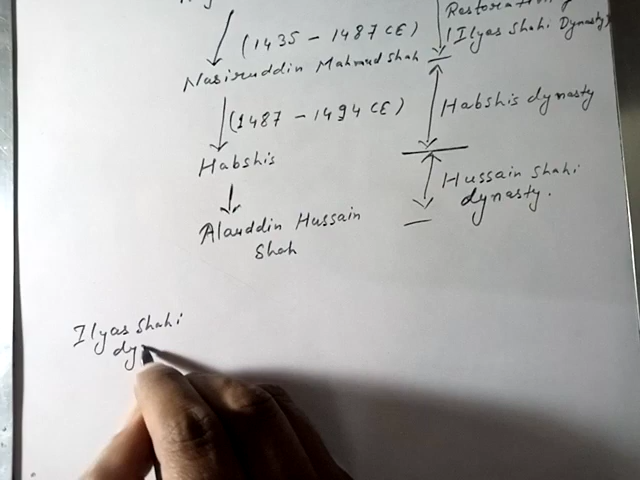 Restoration
(1435 - 1487 CE)
(Ilyas Shahi Dynasty)
Nasiruddin Mahmud Shah
(1487 - 1494 CE)
Habshis dynasty
Habshis
Hussain Shahi
dynasty.
Alauddin Hussain
Shah
Ilyas Shahi
dy